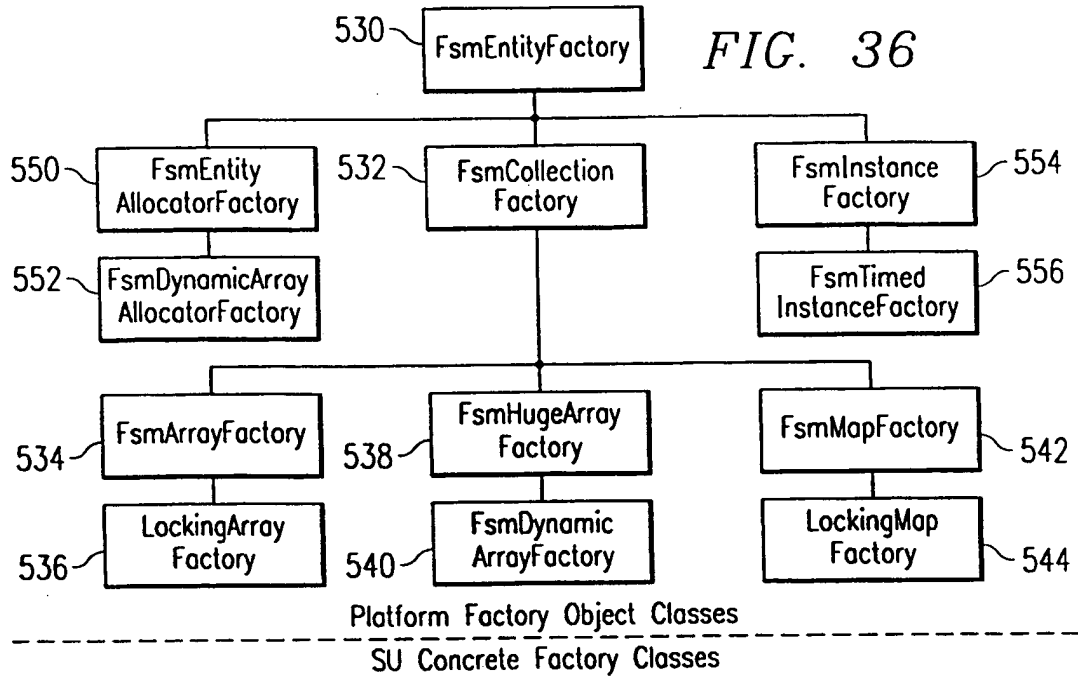 530
FsmEntityFactory
FIG. 36
550
FsmEntity
AllocatorFactory
532
FsmCollection
Factory
FsmInstance
Factory
554
552
FsmDynamicArray
AllocatorFactory
FsmTimed
InstanceFactory
556
534
FsmArrayFactory
538
FsmHugeArray
Factory
FsmMapFactory
542
536
LockingArray
Factory
540
FsmDynamic
ArrayFactory
LockingMap
Factory
544
Platform Factory Object Classes
SU Concrete Factory Classes